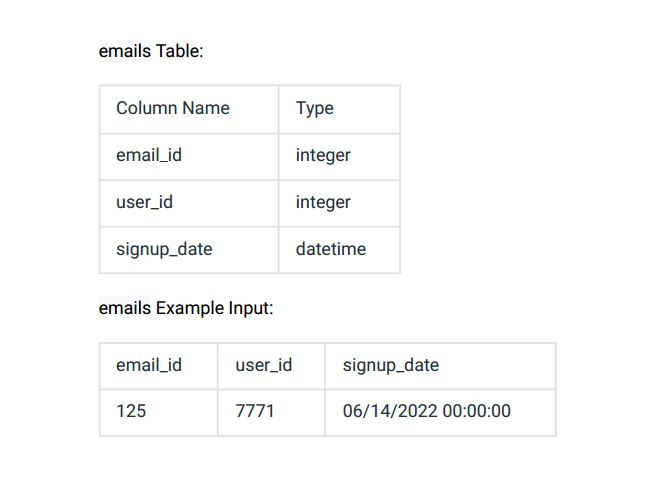 emails Table:
Column Name Type
email_id integer
user_id integer
signup_date datetime
emails Example Input:
email_id user_id signup_date
125 7771 06/14/2022 00:00:00